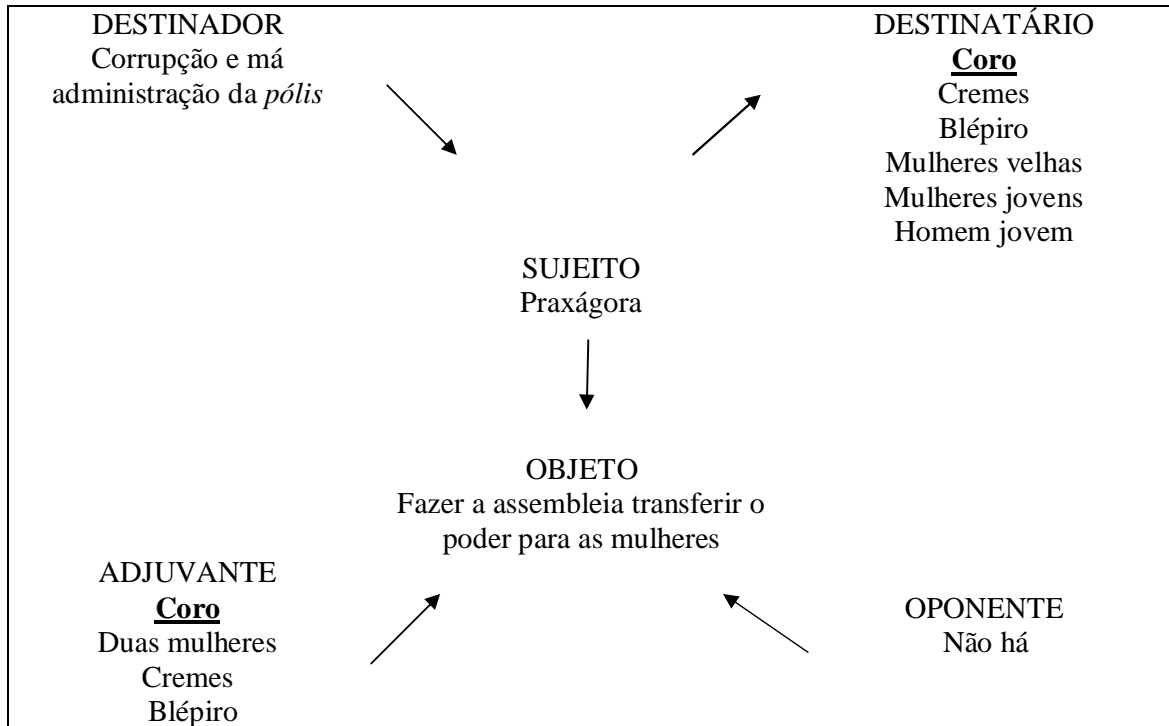 DESTINADOR
Corrupção e má
administração da pólis
DESTINATÁRIO
Coro
Cremes
Blépiro
Mulheres velhas
Mulheres jovens
Homem jovem
SUJEITO
Praxágora
OBJETO
Fazer a assembleia transferir o
poder para as mulheres
ADJUVANTE
Coro
Duas mulheres
Cremes
Blépiro
OPONENTE
Não há